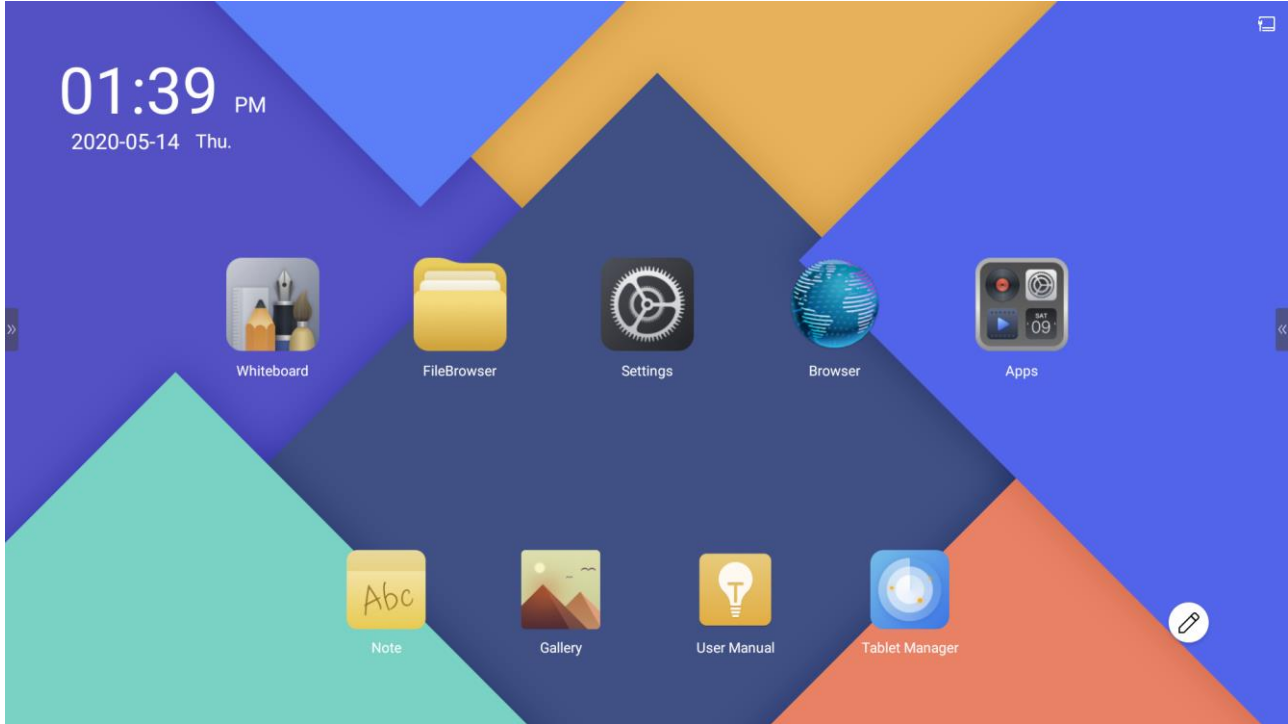 01:39 PM
2020-05-14 Thu.
SAT
09
Whiteboard
FileBrowser
Settings
Browser
Apps
Abc
T
Note
Gallery
User Manual
Tablet Manager